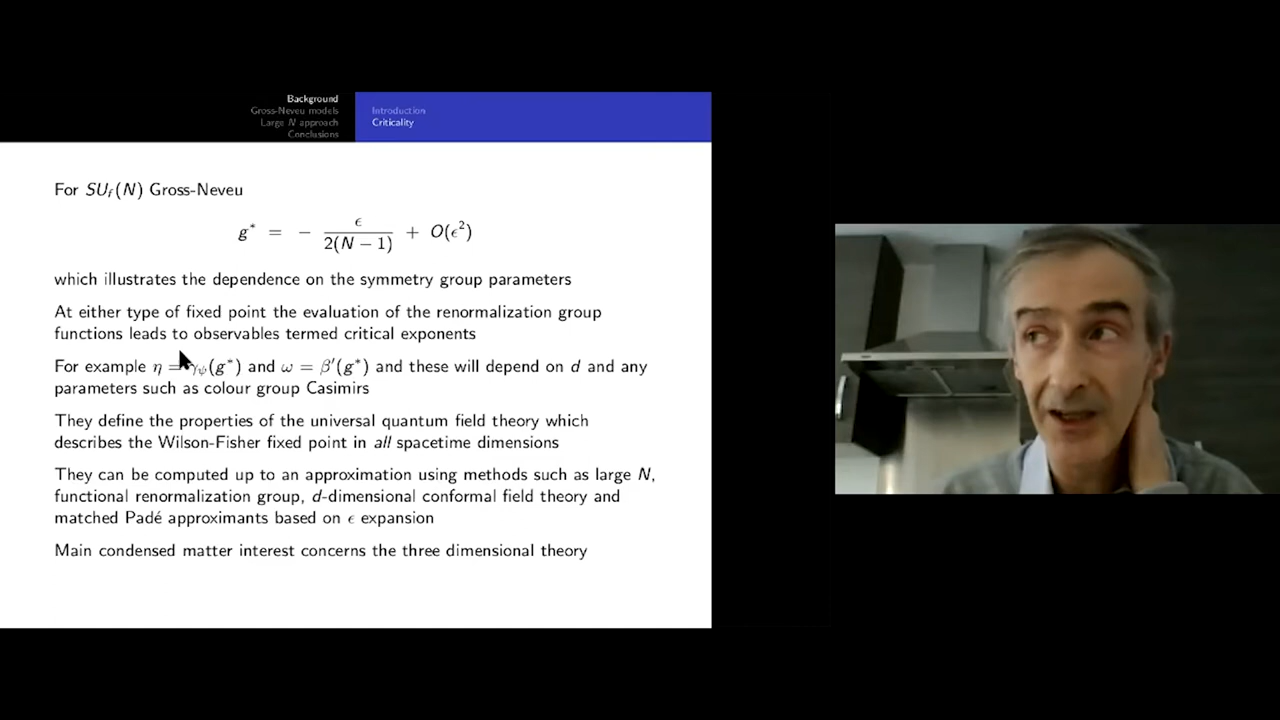 Background
Gross-Neveu models
Large N approach
Conclusions
Introduction
Criticality
For SU_f(N) Gross-Neveu
g* = − ϵ / 2(N − 1) + O(ϵ²)
which illustrates the dependence on the symmetry group parameters
At either type of fixed point the evaluation of the renormalization group
functions leads to observables termed critical exponents
For example η = γ_ψ(g*) and ω = β′(g*) and these will depend on d and any
parameters such as colour group Casimirs
They define the properties of the universal quantum field theory which
describes the Wilson-Fisher fixed point in all spacetime dimensions
They can be computed up to an approximation using methods such as large N,
functional renormalization group, d-dimensional conformal field theory and
matched Padé approximants based on ϵ expansion
Main condensed matter interest concerns the three dimensional theory